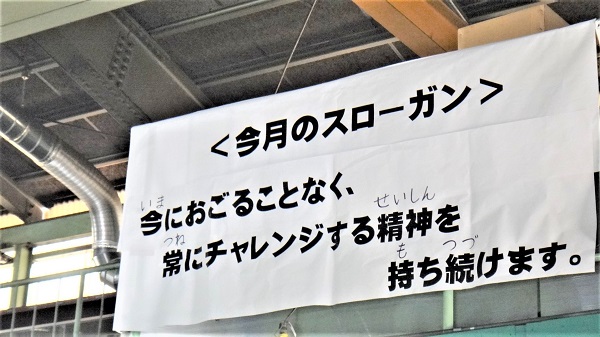 ＜今月のスローガン＞
いま
今におごることなく、
つね せいしん
常にチャレンジする精神を
も つづ
持ち続けます。